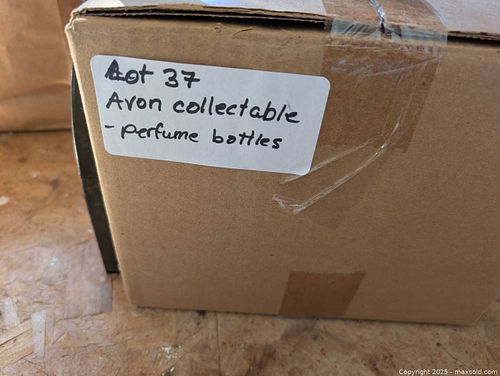 Lot 37
Avon collectable
- perfume bottles
Copyright 2025 - maxsold.com